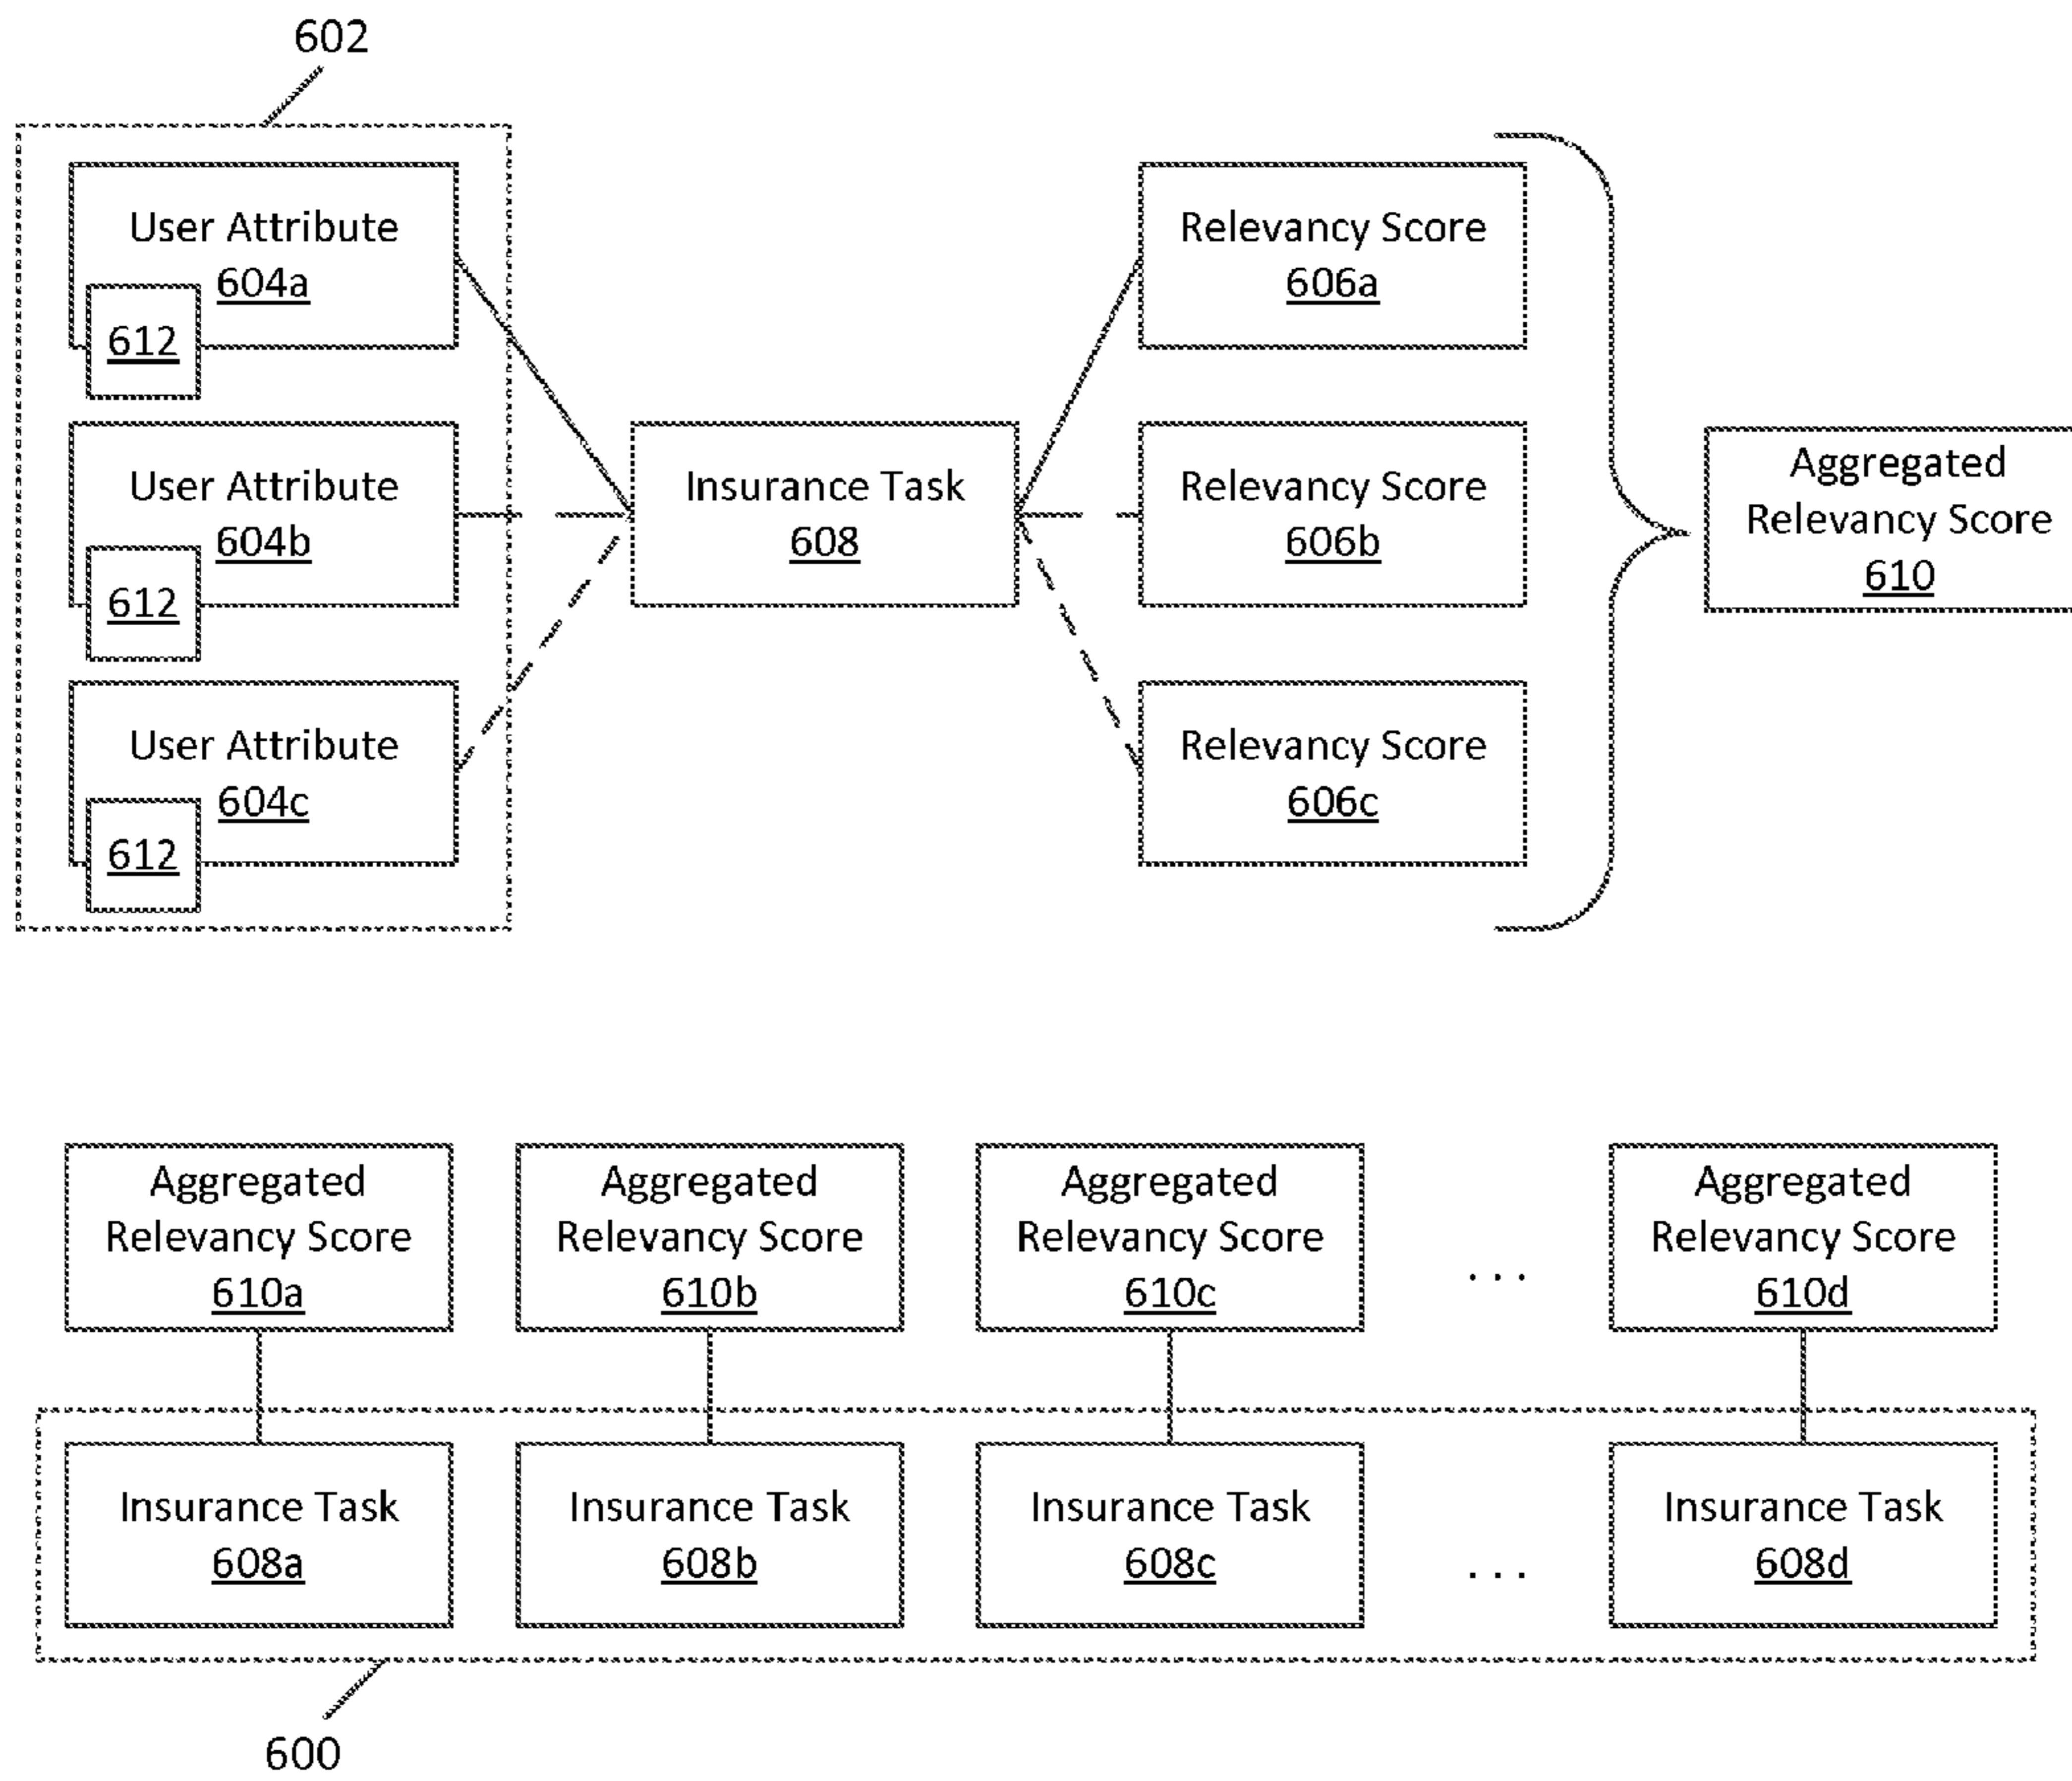 602
User Attribute
604a
612
User Attribute
604b
612
User Attribute
604c
612
Insurance Task
608
Relevancy Score
606a
Relevancy Score
606b
Relevancy Score
606c
Aggregated
Relevancy Score
610
Aggregated
Relevancy Score
610a
Aggregated
Relevancy Score
610b
Aggregated
Relevancy Score
610c
. . .
Aggregated
Relevancy Score
610d
Insurance Task
608a
Insurance Task
608b
Insurance Task
608c
. . .
Insurance Task
608d
600